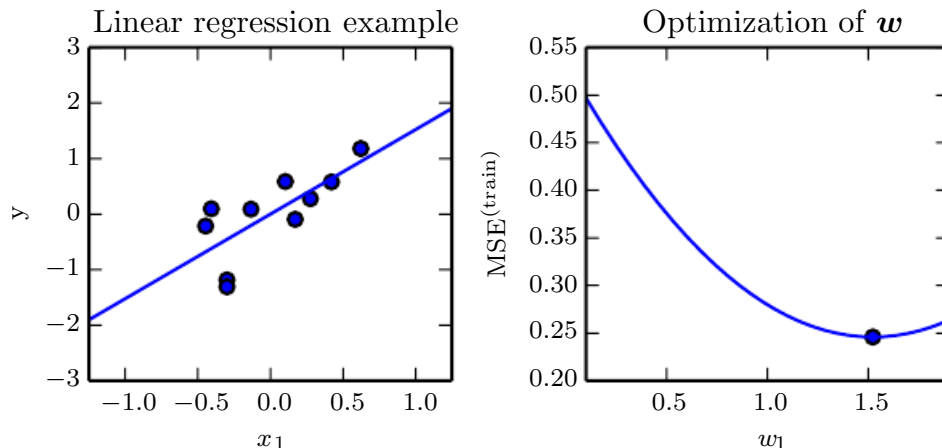 Linear regression example
3
2
1
0
−1
−2
−3
y
−1.0 −0.5 0.0 0.5 1.0
x1
Optimization of w
0.55
0.50
0.45
0.40
0.35
0.30
0.25
0.20
MSE(train)
0.5 1.0 1.5
w1